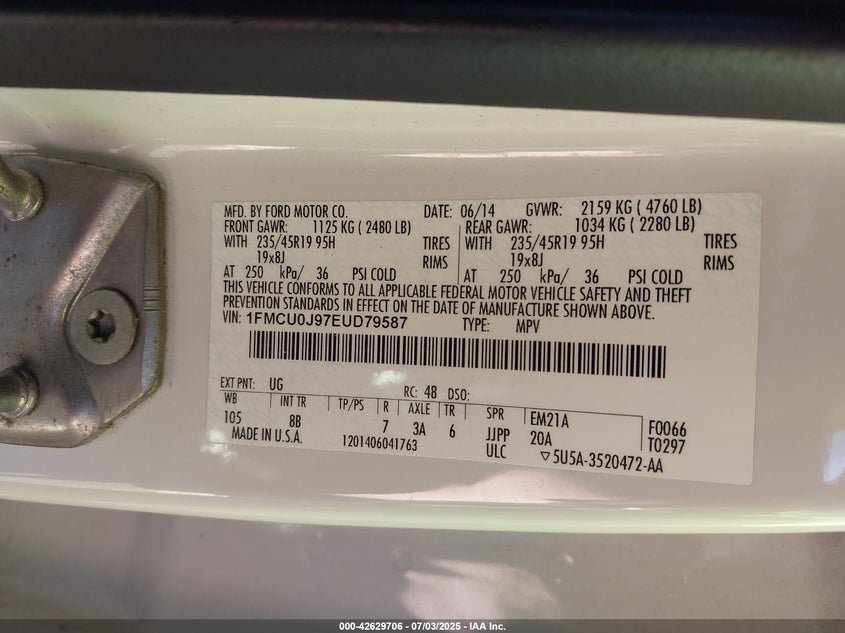 MFD. BY FORD MOTOR CO. DATE: 06/14 GVWR: 2159 KG ( 4760 LB)
FRONT GAWR: 1125 KG ( 2480 LB) REAR GAWR: 1034 KG ( 2280 LB)
WITH 235/45R19 95H TIRES WITH 235/45R19 95H TIRES
19x8J RIMS 19x8J RIMS
AT 250 kPa/ 36 PSI COLD AT 250 kPa/ 36 PSI COLD
THIS VEHICLE CONFORMS TO ALL APPLICABLE FEDERAL MOTOR VEHICLE SAFETY AND THEFT
PREVENTION STANDARDS IN EFFECT ON THE DATE OF MANUFACTURE SHOWN ABOVE.
VIN: 1FMCU0J97EUD79587 TYPE: MPV
EXT PNT: UG RC: 48 DSO:
WB INT TR TP/PS R AXLE TR SPR EM21A F0066
105 8B 7 3A 6 JJPP 20A T0297
MADE IN U.S.A. 1201406041763 ULC ▽5U5A-3520472-AA
000-42629706 - 07/03/2025 - © IAA Inc.